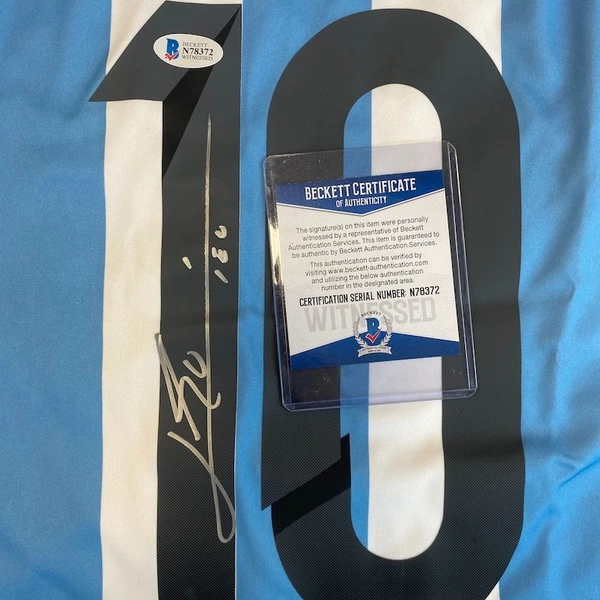 BECKETT
N78372
WITNESSED
10
BECKETT CERTIFICATE
OF AUTHENTICITY
The signature(s) on this item were personally
witnessed by a representative of Beckett
Authentication Services. This item is guaranteed to
be authentic by Beckett Authentication Services.
This authentication can be verified by
visiting www.beckett-authentication.com
and utilizing the below authentication
number in the designated area.
CERTIFICATION SERIAL NUMBER: N78372
WITNESSED
BECKETT